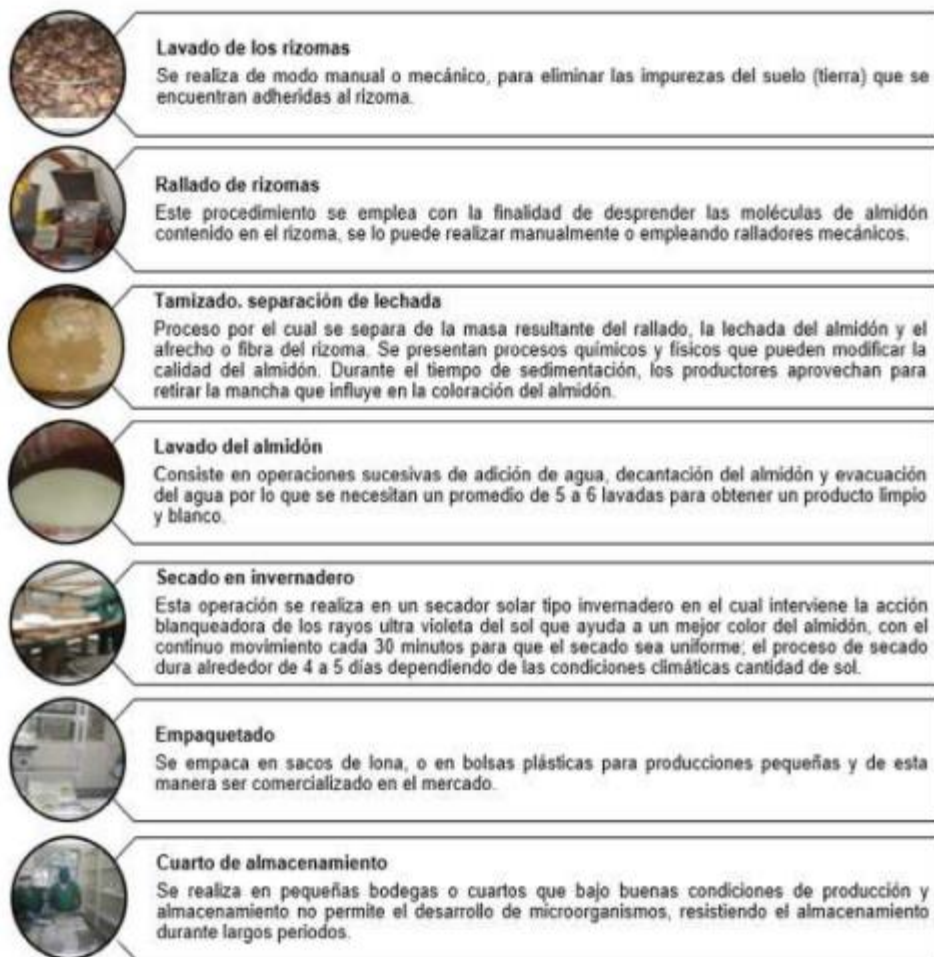 Lavado de los rizomas
Se realiza de modo manual o mecánico, para eliminar las impurezas del suelo (tierra) que se
encuentran adheridas al rizoma.
Rallado de rizomas
Este procedimiento se emplea con la finalidad de desprender las moléculas de almidón
contenido en el rizoma, se lo puede realizar manualmente o empleando ralladores mecánicos.
Tamizado. separación de lechada
Proceso por el cual se separa de la masa resultante del rallado, la lechada del almidón y el
afrecho o fibra del rizoma. Se presentan procesos químicos y físicos que pueden modificar la
calidad del almidón. Durante el tiempo de sedimentación, los productores aprovechan para
retirar la mancha que influye en la coloración del almidón.
Lavado del almidón
Consiste en operaciones sucesivas de adición de agua, decantación del almidón y evacuación
del agua por lo que se necesitan un promedio de 5 a 6 lavadas para obtener un producto limpio
y blanco.
Secado en invernadero
Esta operación se realiza en un secador solar tipo invernadero en el cual interviene la acción
blanqueadora de los rayos ultra violeta del sol que ayuda a un mejor color del almidón, con el
continuo movimiento cada 30 minutos para que el secado sea uniforme; el proceso de secado
dura alrededor de 4 a 5 días dependiendo de las condiciones climáticas cantidad de sol.
Empaquetado
Se empaca en sacos de lona, o en bolsas plásticas para producciones pequeñas y de esta
manera ser comercializado en el mercado.
Cuarto de almacenamiento
Se realiza en pequeñas bodegas o cuartos que bajo buenas condiciones de producción y
almacenamiento no permite el desarrollo de microorganismos, resistiendo el almacenamiento
durante largos periodos.